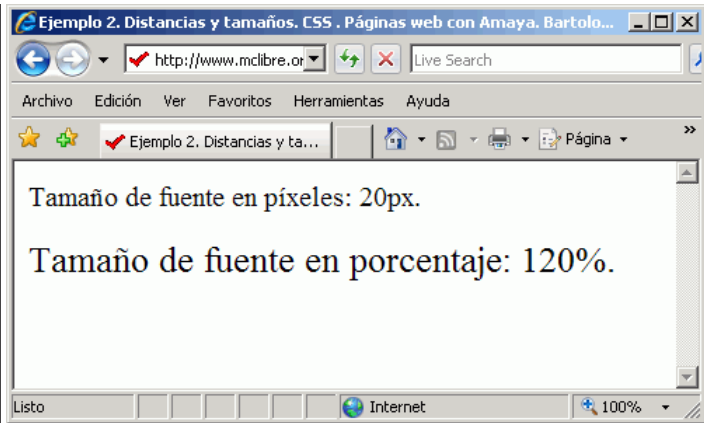 Ejemplo 2. Distancias y tamaños. CSS . Páginas web con Amaya. Bartolo...
http://www.mclibre.or
Live Search
Archivo Edición Ver Favoritos Herramientas Ayuda
Ejemplo 2. Distancias y ta...
Página
»
Tamaño de fuente en píxeles: 20px.
Tamaño de fuente en porcentaje: 120%.
Listo
Internet
100%